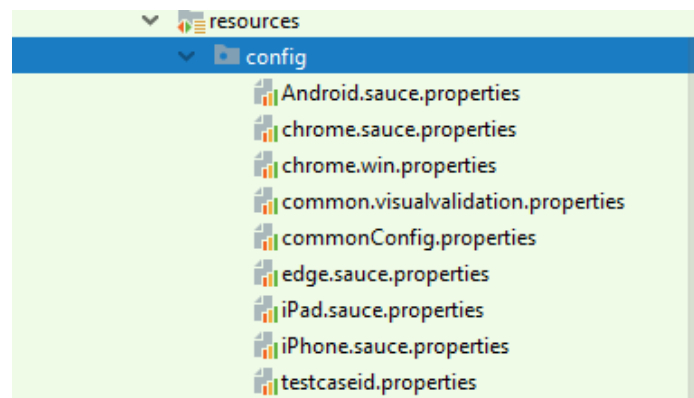 resources
config
Android.sauce.properties
chrome.sauce.properties
chrome.win.properties
common.visualvalidation.properties
commonConfig.properties
edge.sauce.properties
iPad.sauce.properties
iPhone.sauce.properties
testcaseid.properties